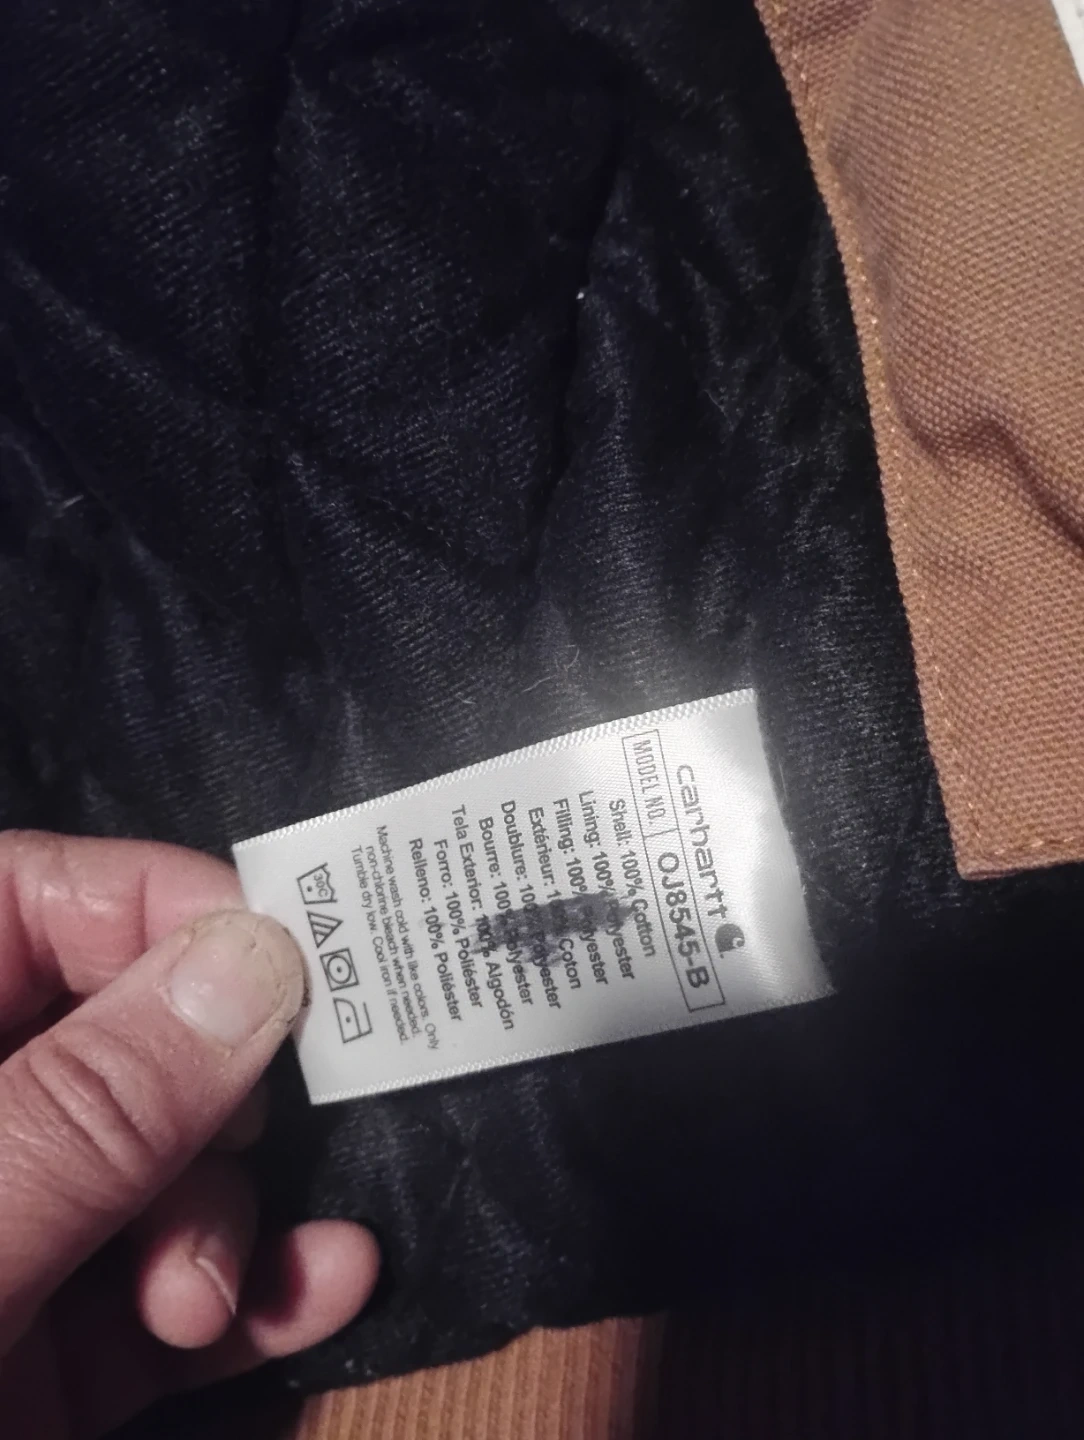 carhartt
MODEL NO. OJ8545-B
Shell: 100% Cotton
Lining: 100% Polyester
Filling: 100% Polyester
Extérieur: 100% Coton
Doublure: 100% Polyester
Bourre: 100% Polyester
Tela Exterior: 100% Algodón
Forro: 100% Poliéster
Relleno: 100% Poliéster
Machine wash cold with like colors. Only
non-chlorine bleach when needed.
Tumble dry low. Cool iron if needed.
30C